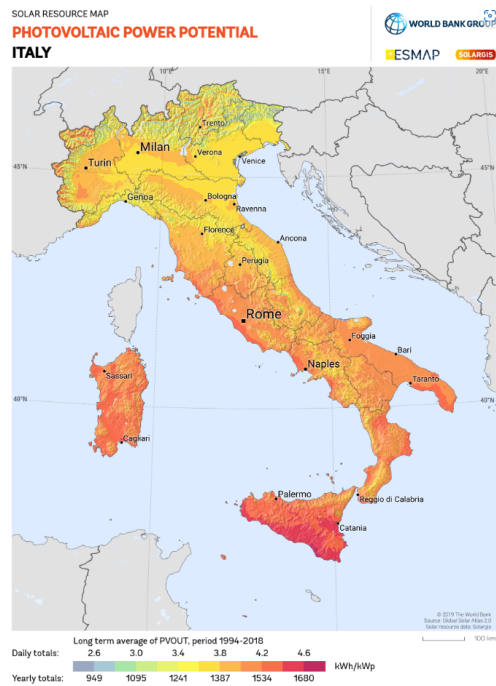 SOLAR RESOURCE MAP
PHOTOVOLTAIC POWER POTENTIAL
ITALY
WORLD BANK GROUP
ESMAP
SOLARGIS
10°E
15°E
20°E
Trento
Milan
Verona
Venice
Turin
45°N
45°N
Genoa
Bologna
Ravenna
Florence
Ancona
Perugia
Rome
Foggia
Bari
Naples
Taranto
Sassari
40°N
40°N
Cagliari
Palermo
Reggio di Calabria
Catania
© 2019 The World Bank
Source: Global Solar Atlas 2.0
Solar resource data: Solargis
100 km
Long term average of PVOUT, period 1994-2018
Daily totals: 2.6 3.0 3.4 3.8 4.2 4.6
kWh/kWp
Yearly totals: 949 1095 1241 1387 1534 1680